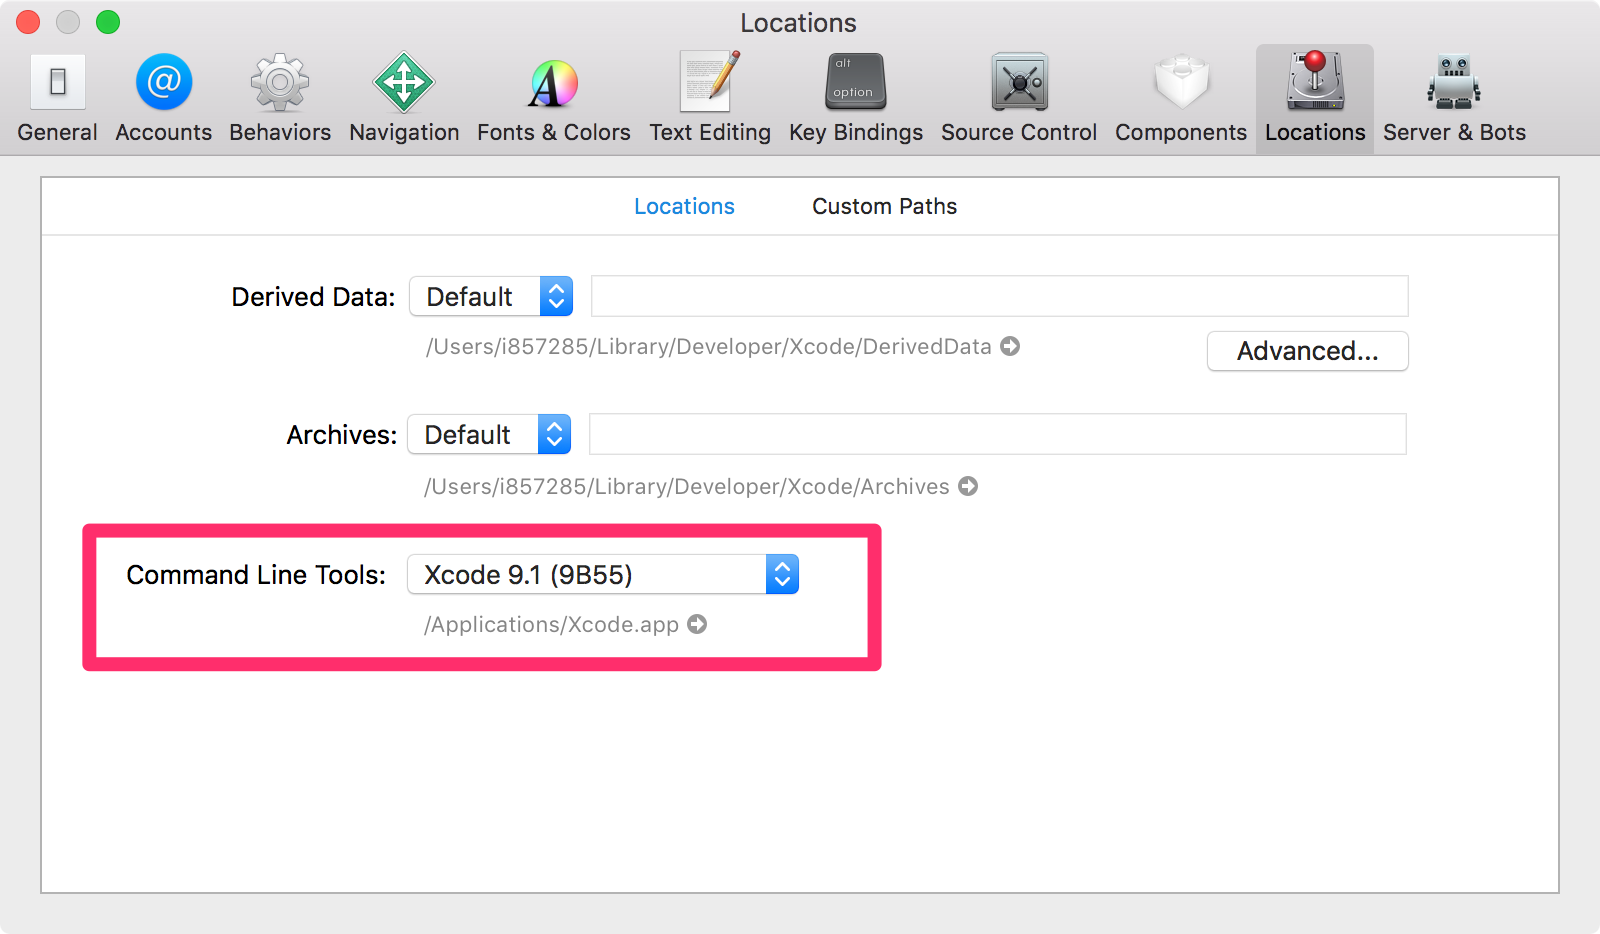 Locations
alt
option
General Accounts Behaviors Navigation Fonts & Colors Text Editing Key Bindings Source Control Components Locations Server & Bots
Locations Custom Paths
Derived Data: Default
/Users/i857285/Library/Developer/Xcode/DerivedData
Advanced...
Archives: Default
/Users/i857285/Library/Developer/Xcode/Archives
Command Line Tools: Xcode 9.1 (9B55)
/Applications/Xcode.app